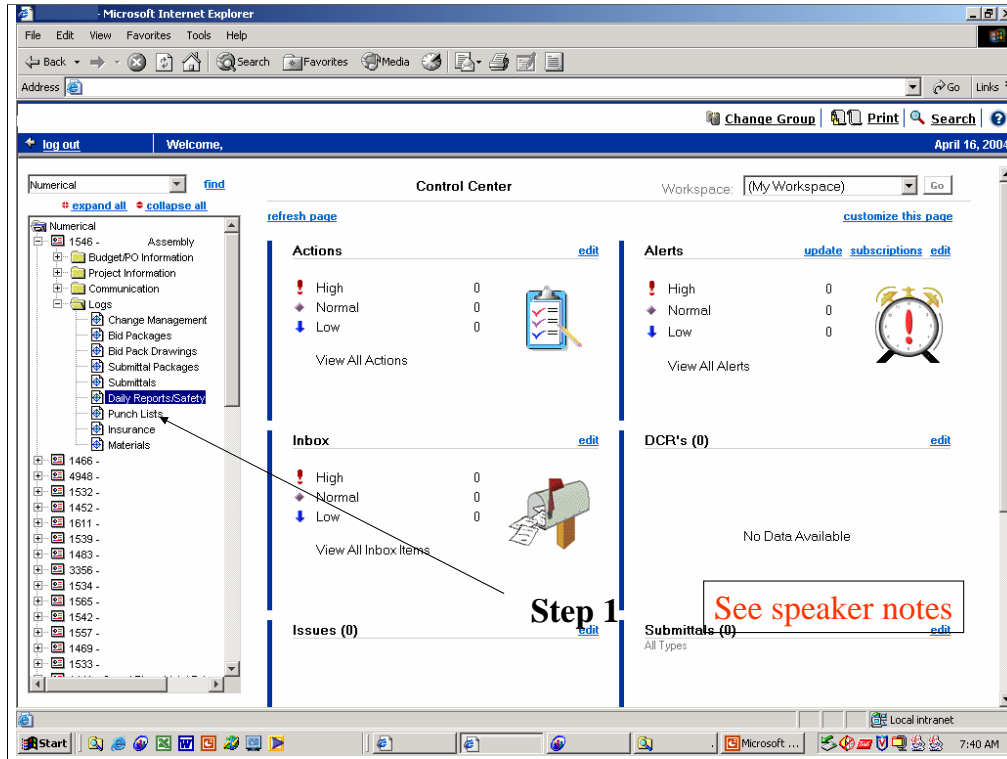 - Microsoft Internet Explorer
File Edit View Favorites Tools Help
Back Search Favorites Media
Address Go Links
Change Group Print Search
log out Welcome, April 16, 2004
Numerical find
expand all collapse all
Control Center
Workspace: (My Workspace) Go
refresh page customize this page
Numerical
1546 - Assembly
Budget/PO Information
Project Information
Communication
Logs
Change Management
Bid Packages
Bid Pack Drawings
Submittal Packages
Submittals
Daily Reports/Safety
Punch Lists
Insurance
Materials
1466 -
4948 -
1532 -
1452 -
1611 -
1539 -
1483 -
3356 -
1534 -
1565 -
1542 -
1557 -
1469 -
1533 -
Actions edit
High 0
Normal 0
Low 0
View All Actions
Alerts update subscriptions edit
High 0
Normal 0
Low 0
View All Alerts
Inbox edit
High 0
Normal 0
Low 0
View All Inbox Items
DCR's (0) edit
No Data Available
Step 1
See speaker notes
Issues (0) edit
Submittals (0) edit
All Types
Local intranet
Start Microsoft ... 7:40 AM